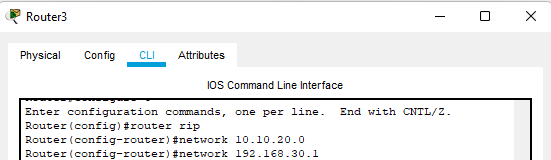 Router3
Physical Config CLI Attributes
IOS Command Line Interface
Enter configuration commands, one per line.  End with CNTL/Z.
Router(config)#router rip
Router(config-router)#network 10.10.20.0
Router(config-router)#network 192.168.30.1